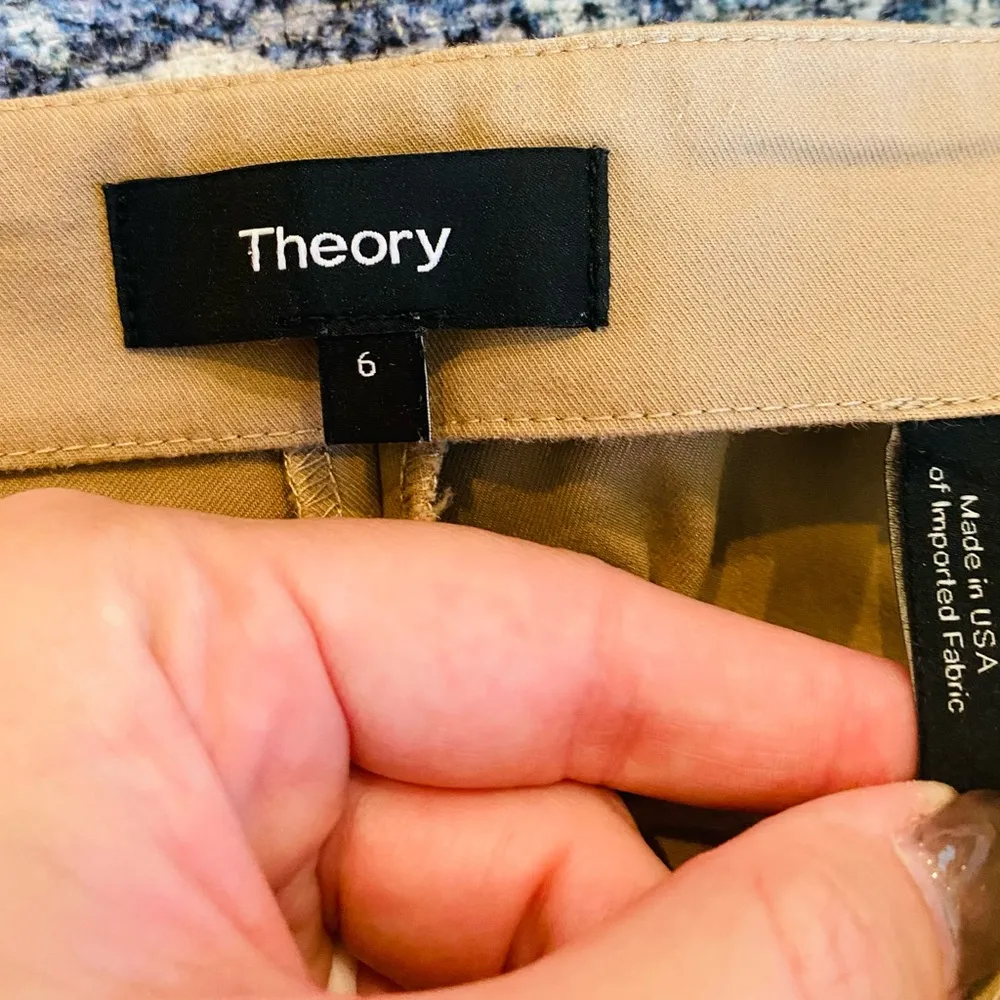 Theory
6
Made in USA
of Imported Fabric